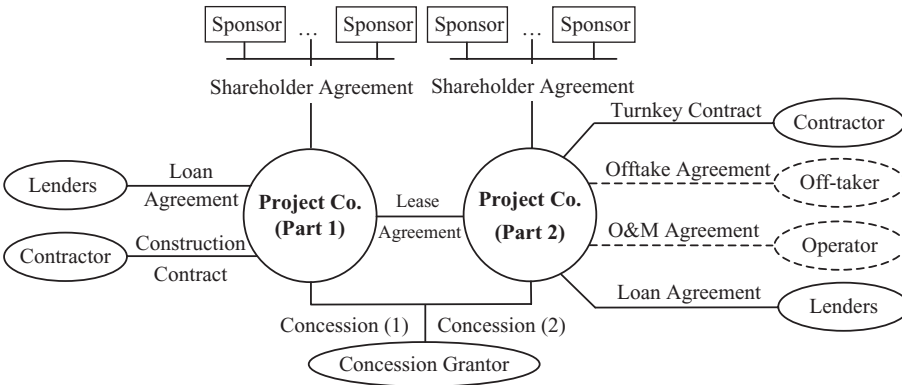 Sponsor ... Sponsor Sponsor ... Sponsor
Shareholder Agreement Shareholder Agreement
Turnkey Contract
Contractor
Lenders
Loan
Agreement
Project Co.
(Part 1)
Lease
Agreement
Project Co.
(Part 2)
Offtake Agreement
Off-taker
Contractor
Construction
Contract
O&M Agreement
Operator
Loan Agreement
Lenders
Concession (1) Concession (2)
Concession Grantor